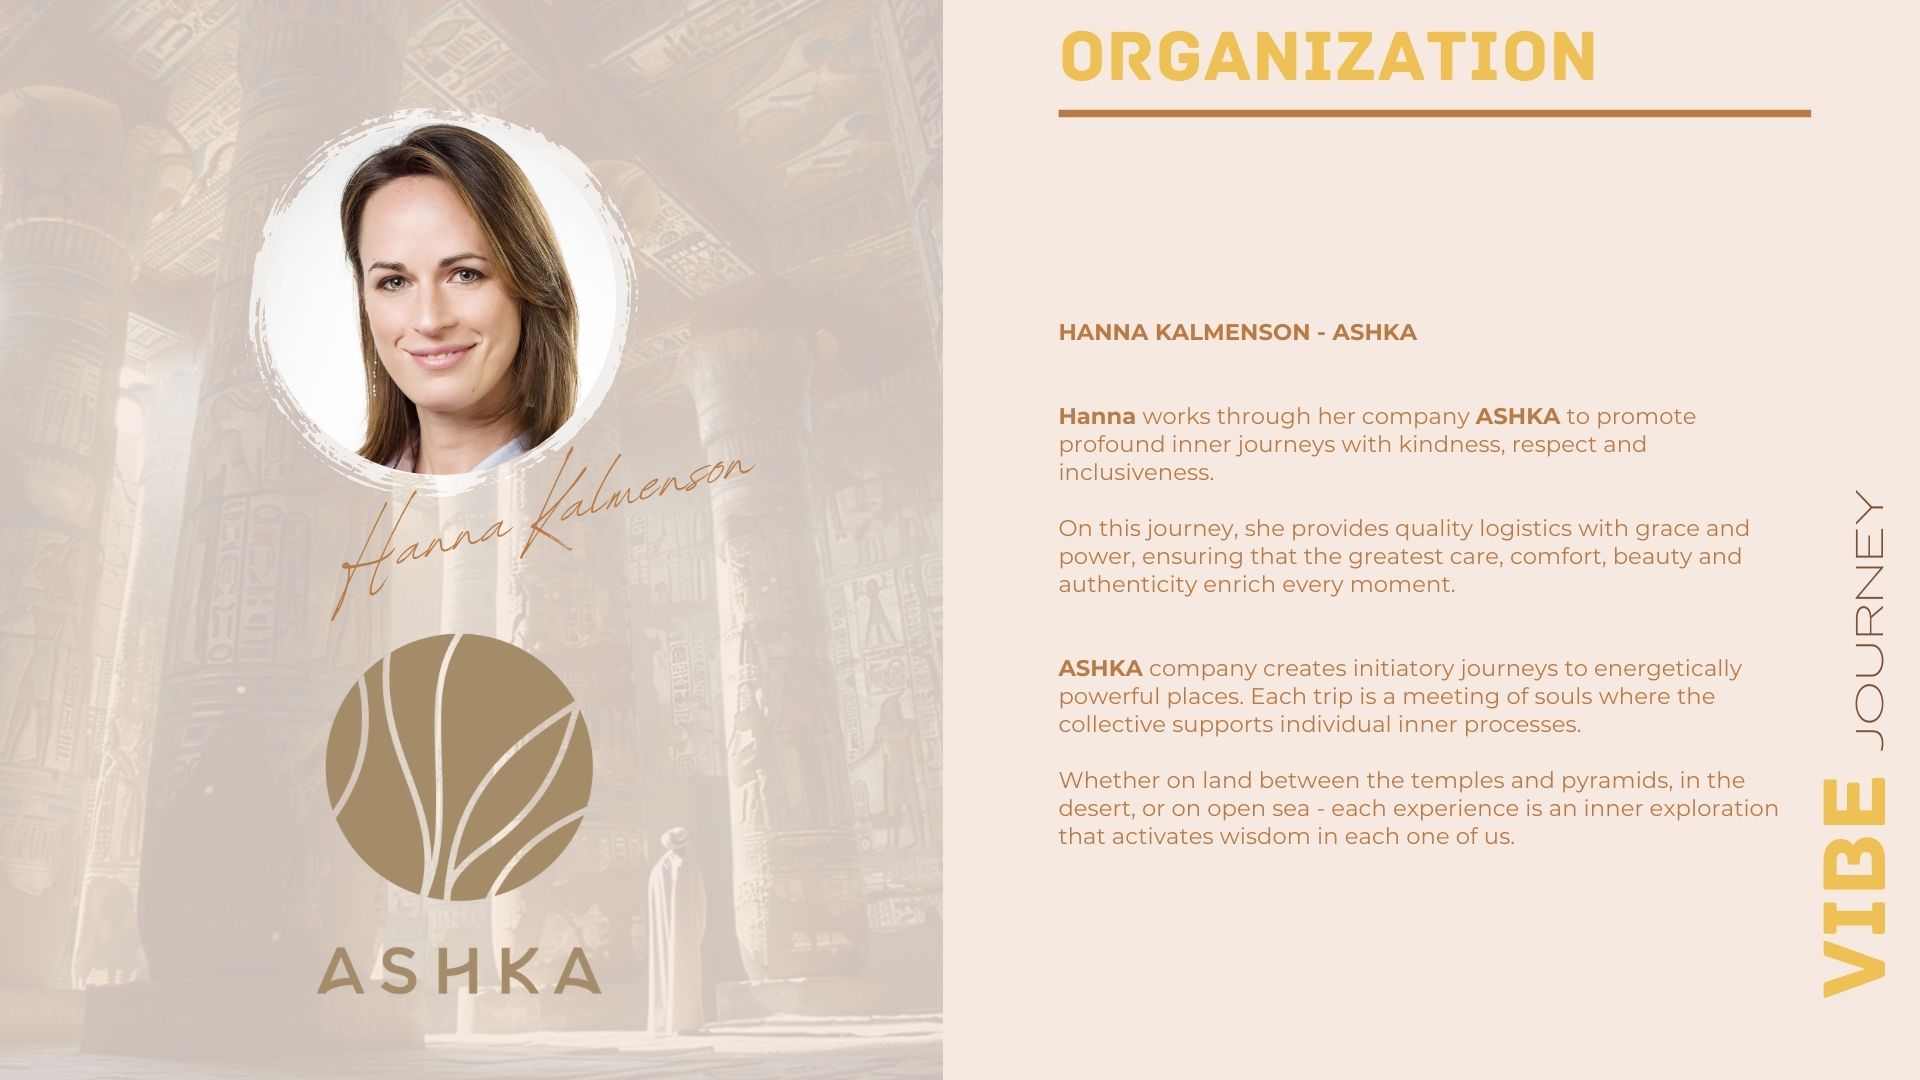 Hanna Kalmenson
ASHKA
ORGANIZATION
HANNA KALMENSON - ASHKA
Hanna works through her company ASHKA to promote
profound inner journeys with kindness, respect and
inclusiveness.
On this journey, she provides quality logistics with grace and
power, ensuring that the greatest care, comfort, beauty and
authenticity enrich every moment.
ASHKA company creates initiatory journeys to energetically
powerful places. Each trip is a meeting of souls where the
collective supports individual inner processes.
Whether on land between the temples and pyramids, in the
desert, or on open sea - each experience is an inner exploration
that activates wisdom in each one of us.
VIBE JOURNEY